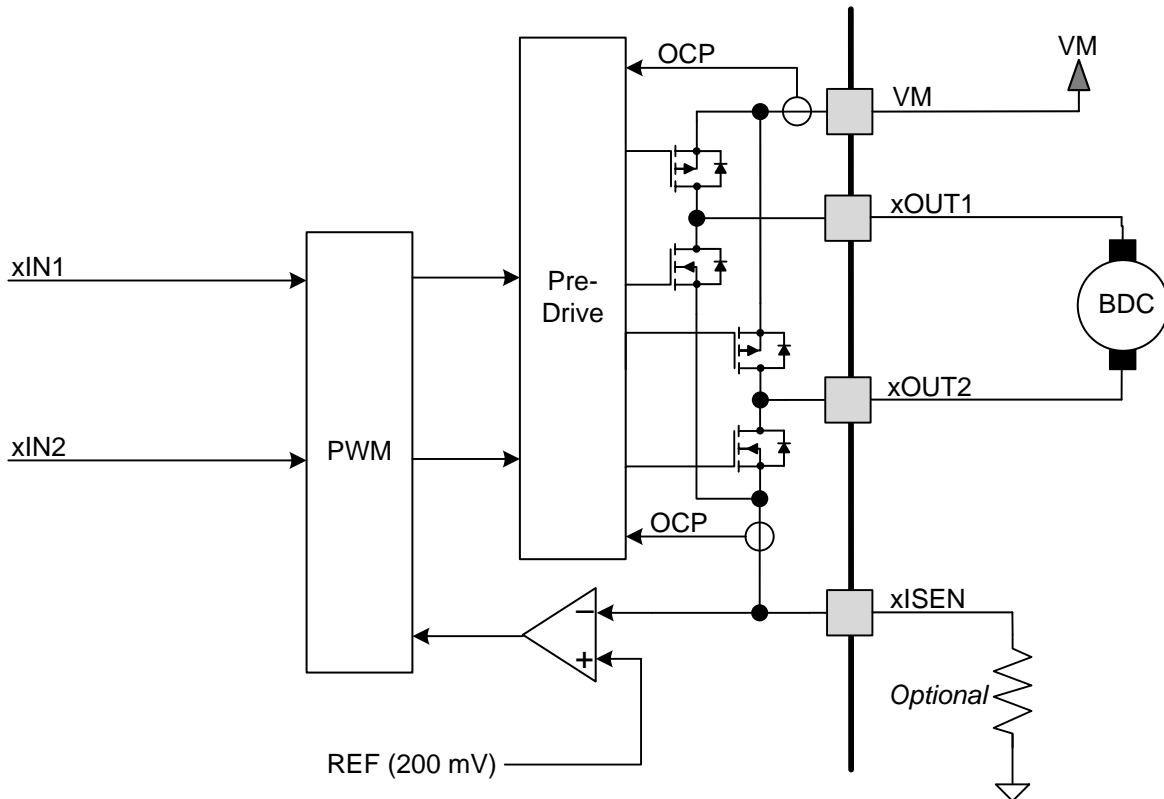 OCP
VM
VM
xOUT1
xIN1
Pre-
Drive
BDC
xOUT2
xIN2
PWM
OCP
xISEN
−
+
Optional
REF (200 mV)